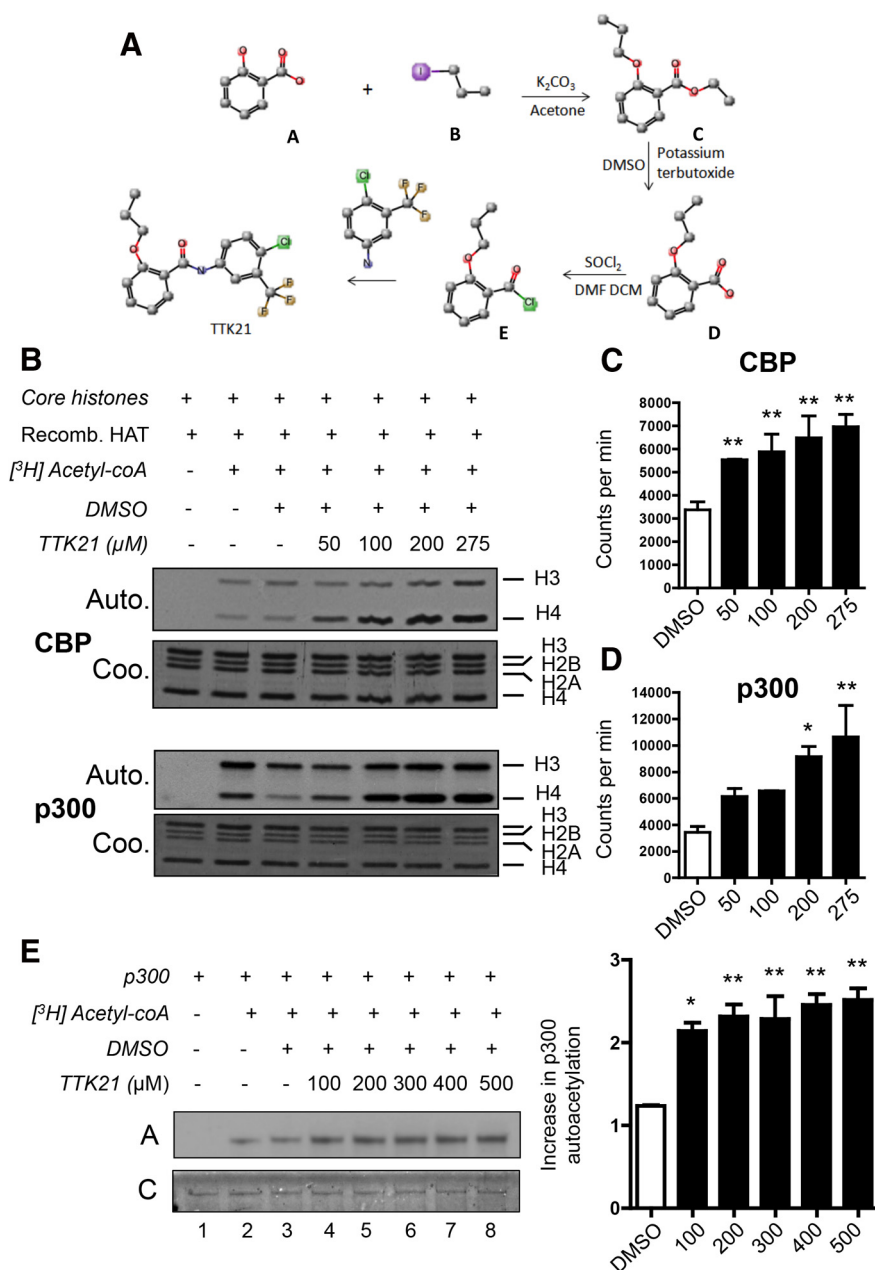 A
O O O
I
+
K2CO3
Acetone
A B C
O O O
DMSO Potassium
terbutoxide
Cl F F F N
O O N Cl F F F
TTK21
O O Cl
E
SOCl2
DMF DCM
O O O
D
B
Core histones + + + + + + +
Recomb. HAT + + + + + + +
[3H] Acetyl-coA - + + + + + +
DMSO - - + + + + +
TTK21 (µM) - - - 50 100 200 275
Auto.
H3
H4
CBP
Coo.
H3
H2B
H2A
H4
Auto.
H3
H4
p300
Coo.
H3
H2B
H2A
H4
C
CBP
Counts per min
8000
7000
6000
5000
4000
3000
2000
1000
0
** ** ** **
DMSO 50 100 200 275
D
p300
Counts per min
14000
12000
10000
8000
6000
4000
2000
0
* **
DMSO 50 100 200 275
E
p300 + + + + + + + +
[3H] Acetyl-coA - + + + + + + +
DMSO - - + + + + + +
TTK21 (µM) - - - 100 200 300 400 500
A
C
1 2 3 4 5 6 7 8
Increase in p300
autoacetylation
3
2
1
0
* ** ** ** **
DMSO 100 200 300 400 500